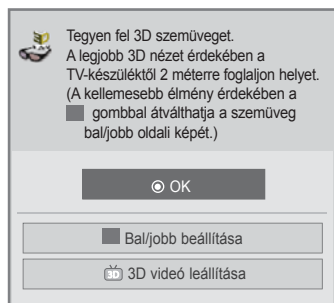 Tegyen fel 3D szemüveget.
A legjobb 3D nézet érdekében a
TV-készüléktől 2 méterre foglaljon helyet.
(A kellemesebb élmény érdekében a
gombbal átválthatja a szemüveg
bal/jobb oldali képét.)
OK
Bal/jobb beállítása
3D 3D videó leállítása